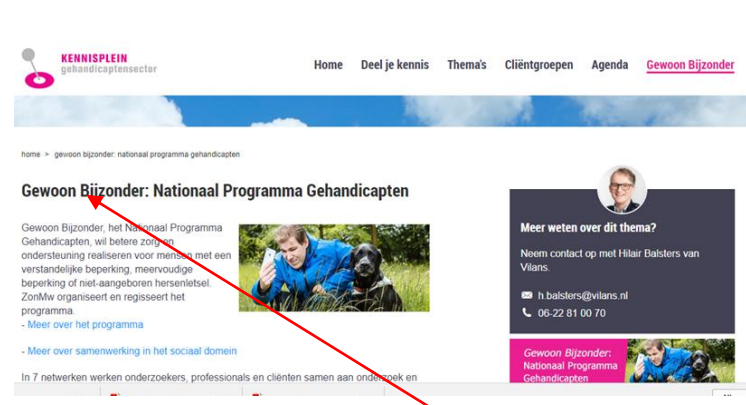 KENNISPLEIN
gehandicaptensector
Home Deel je kennis Thema's Cliëntgroepen Agenda Gewoon Bijzonder
home > gewoon bijzonder: nationaal programma gehandicapten
Gewoon Bijzonder: Nationaal Programma Gehandicapten
Gewoon Bijzonder, het Nationaal Programma
Gehandicapten, wil betere zorg en
ondersteuning realiseren voor mensen met een
verstandelijke beperking, meervoudige
beperking of niet-aangeboren hersenletsel.
ZonMw organiseert en regisseert het
programma.
- Meer over het programma
- Meer over samenwerking in het sociaal domein
In 7 netwerken werken onderzoekers, professionals en cliënten samen aan onderzoek en
Meer weten over dit thema?
Neem contact op met Hilair Balsters van
Vilans.
h.balsters@vilans.nl
06-22 81 00 70
Gewoon Bijzonder:
Nationaal Programma
Gehandicapten